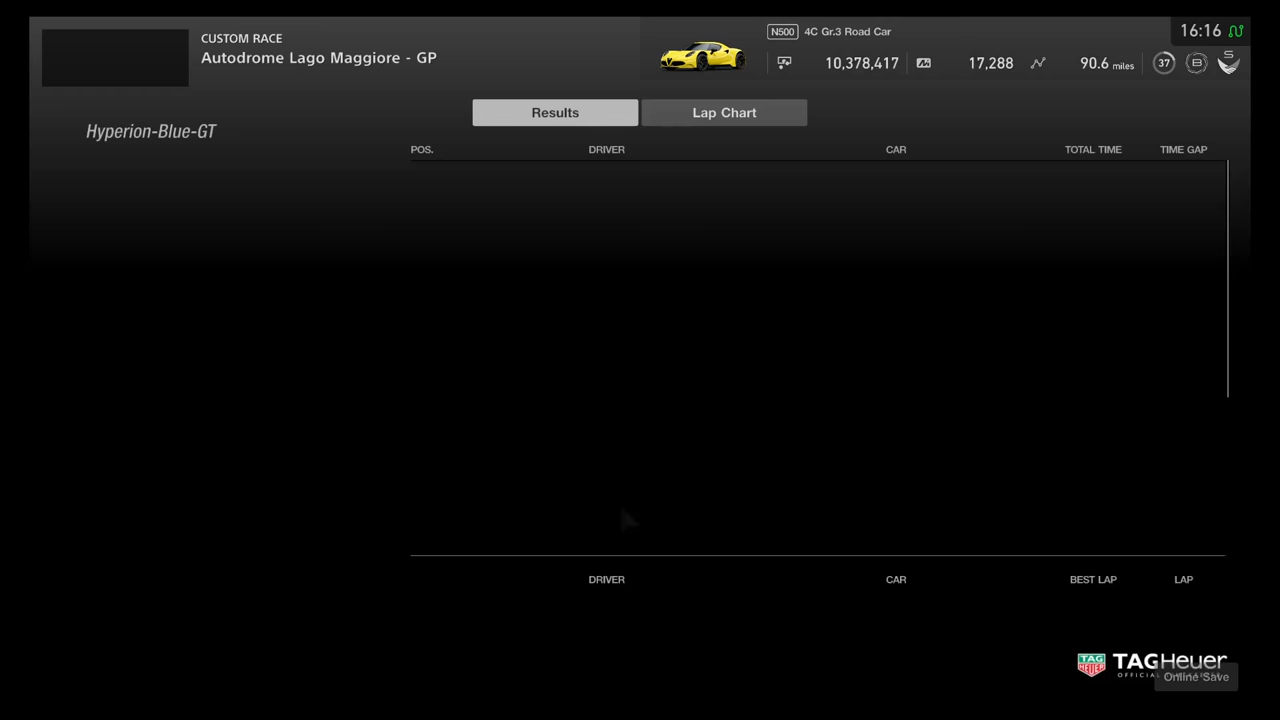 CUSTOM RACE
Autodrome Lago Maggiore - GP
N500 4C Gr.3 Road Car
10,378,417 17,288 90.6 miles 37 B S
16:16
Results Lap Chart
Hyperion-Blue-GT
POS. DRIVER CAR TOTAL TIME TIME GAP
DRIVER CAR BEST LAP LAP
TAG HEUER TAGHeuer
Online Save